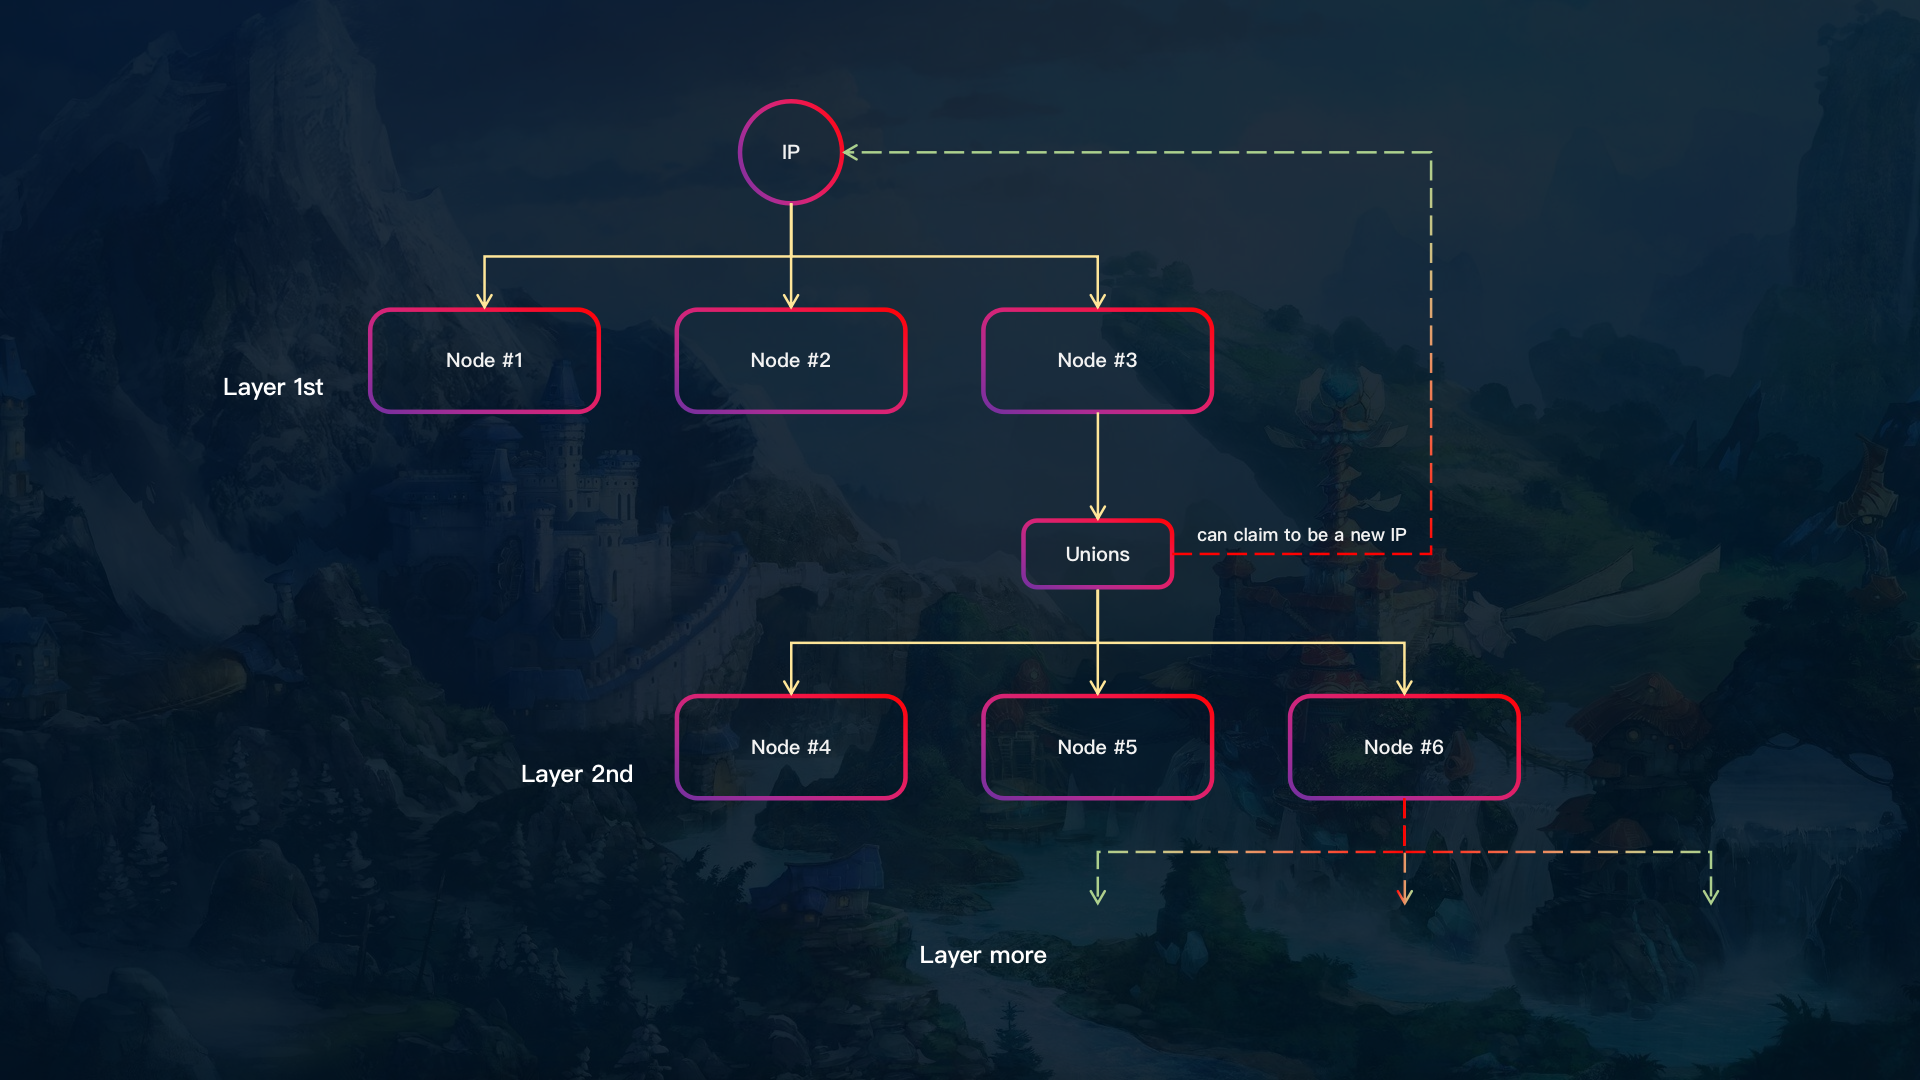 IP
Node #1
Node #2
Node #3
Layer 1st
can claim to be a new IP
Unions
Node #4
Node #5
Node #6
Layer 2nd
Layer more